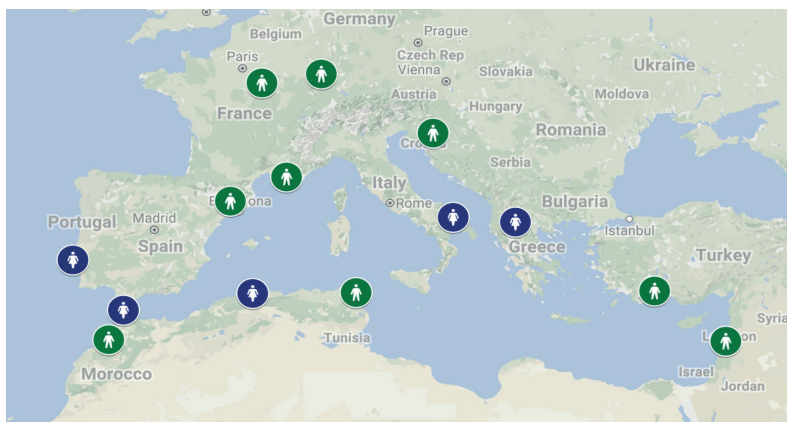 Germany
Belgium
Prague
Paris
Czech Rep
Vienna
Slovakia
Ukraine
Austria
Moldova
France
Hungary
Romania
Serbia
Italy
Rome
Bulgaria
Portugal
Madrid
Spain
Istanbul
Greece
Turkey
Syria
Tunisia
Morocco
Israel
Jordan